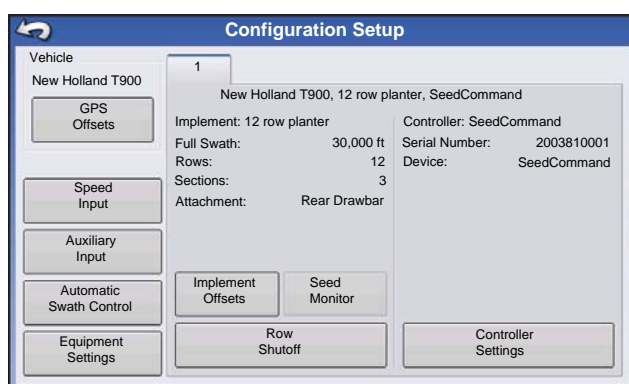 Configuration Setup
Vehicle
New Holland T900
GPS
Offsets
Speed
Input
Auxiliary
Input
Automatic
Swath Control
Equipment
Settings
1
New Holland T900, 12 row planter, SeedCommand
Implement: 12 row planter
Full Swath: 30,000 ft
Rows: 12
Sections: 3
Attachment: Rear Drawbar
Implement
Offsets
Seed
Monitor
Row
Shutoff
Controller: SeedCommand
Serial Number: 2003810001
Device: SeedCommand
Controller
Settings